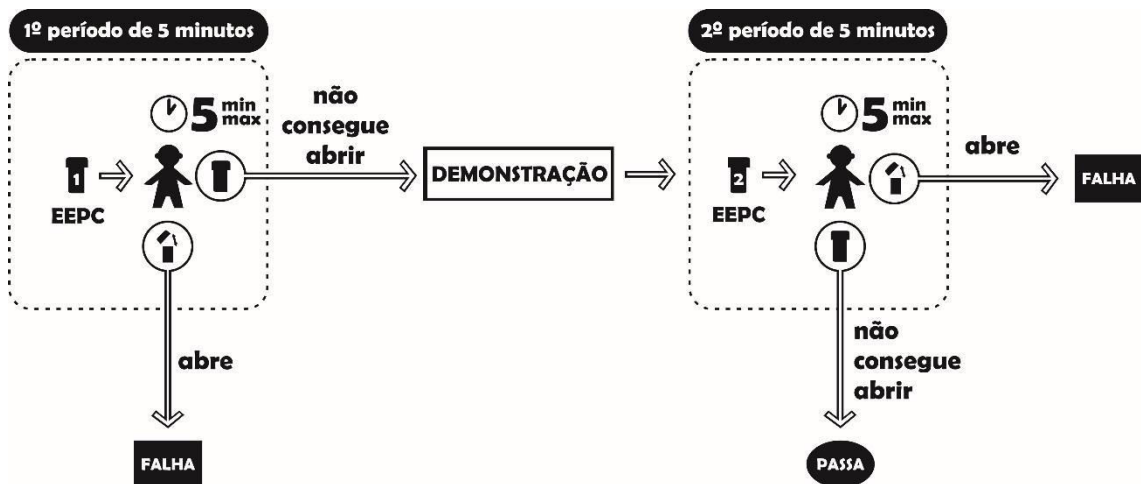 1º período de 5 minutos
5 min
max
1
EEPC
não
consegue
abrir
abre
FALHA
DEMONSTRAÇÃO
2º período de 5 minutos
5 min
max
2
EEPC
abre
FALHA
não
consegue
abrir
PASSA